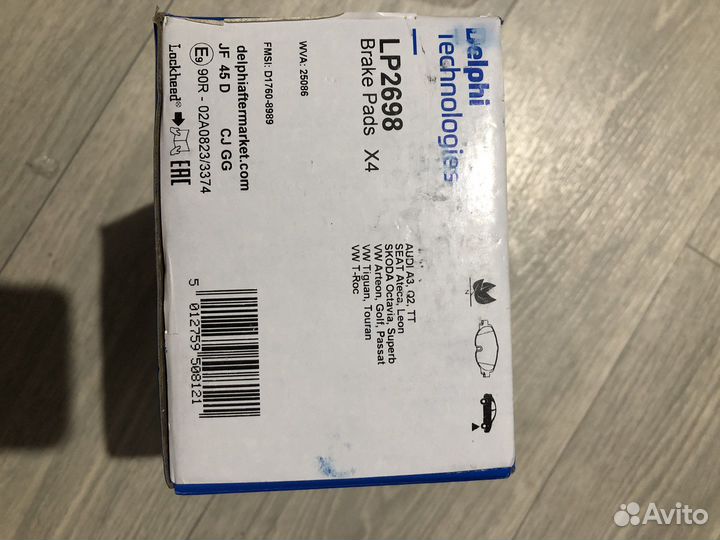 Delphi
Technologies
LP2698
Brake Pads X4
WVA: 25086
FMSI: D1760-8989
AUDI A3, Q2, TT
SEAT Ateca, Leon
SKODA Octavia, Superb
VW Arteon, Golf, Passat
VW Tiguan, Touran
VW T-Roc
delphiaftermarket.com
JF 45 D CJ GG
E9 90R - 02A0823/3374
Lockheed® EAC
5 012759 508121
Avito